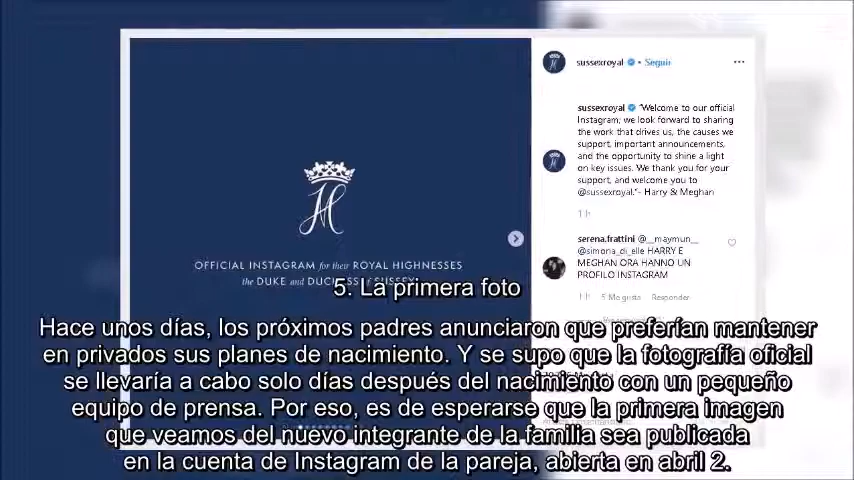 sussexroyal • Seguir
sussexroyal "Welcome to our official
Instagram; we look forward to sharing
the work that drives us, the causes we
support, important announcements,
and the opportunity to shine a light
on key issues. We thank you for your
support, and welcome you to
@sussexroyal."- Harry & Meghan
1 h
serena.frattini @__maymun__
@simona_di_elle HARRY E
MEGHAN ORA HANNO UN
PROFILO INSTAGRAM
1 h 5 Me gusta Responder
OFFICIAL INSTAGRAM for their ROYAL HIGHNESSES
the DUKE and DUCHESS of SUSSEX
5. La primera foto
Hace unos días, los próximos padres anunciaron que preferían mantener
en privados sus planes de nacimiento. Y se supo que la fotografía oficial
se llevaría a cabo solo días después del nacimiento con un pequeño
equipo de prensa. Por eso, es de esperarse que la primera imagen
que veamos del nuevo integrante de la familia sea publicada
en la cuenta de Instagram de la pareja, abierta en abril 2.